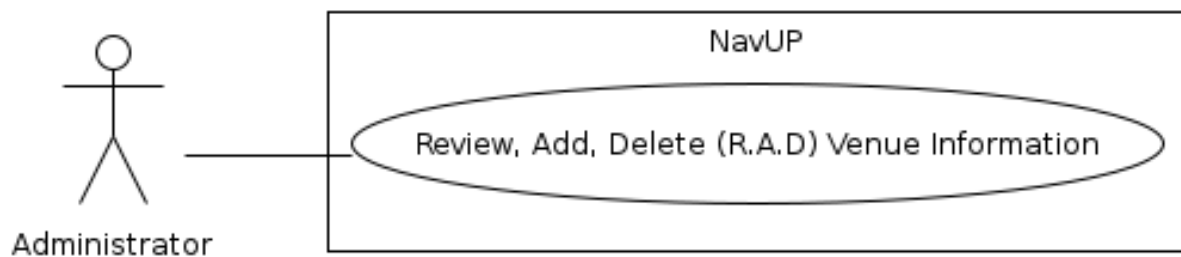 NavUP
Review, Add, Delete (R.A.D) Venue Information
Administrator